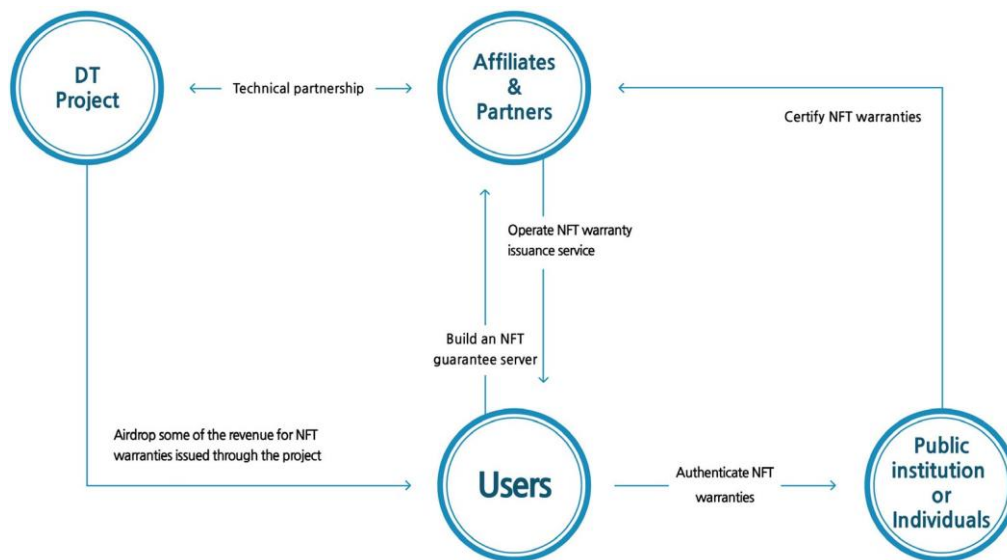 DT
Project
Technical partnership
Affiliates
&
Partners
Certify NFT warranties
Operate NFT warranty
issuance service
Build an NFT
guarantee server
Airdrop some of the revenue for NFT
warranties issued through the project
Users
Authenticate NFT
warranties
Public
institution
or
Individuals